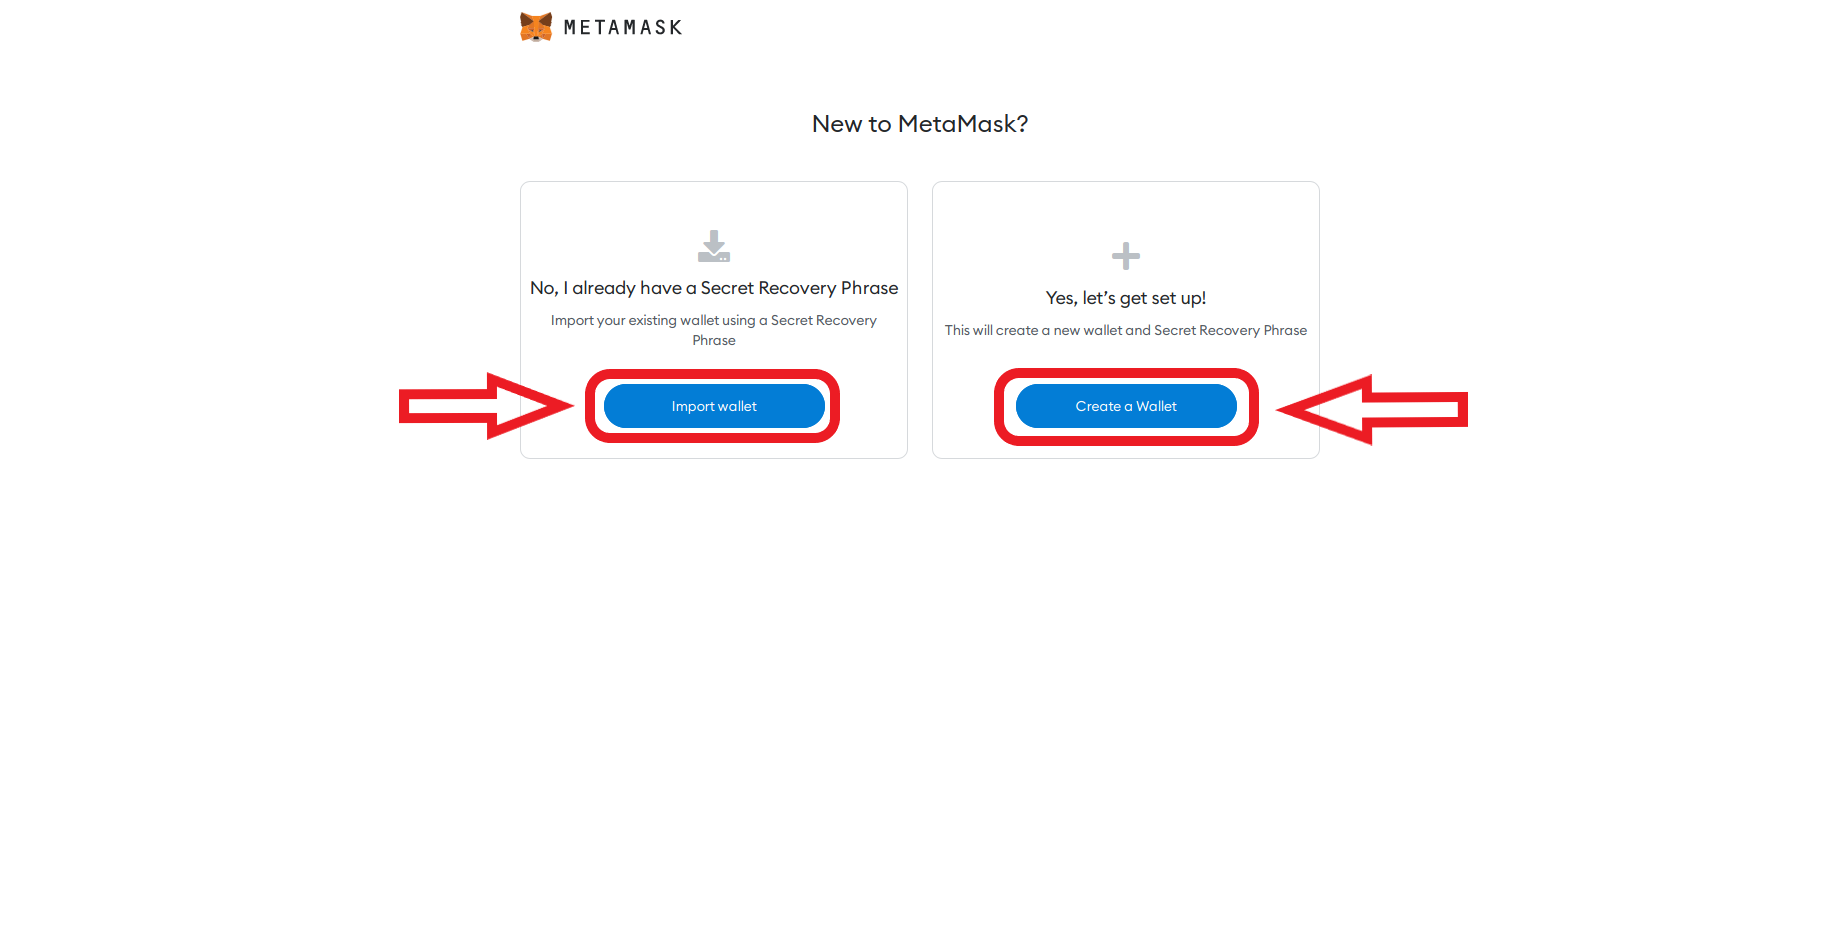 METAMASK
New to MetaMask?
No, I already have a Secret Recovery Phrase
Import your existing wallet using a Secret Recovery
Phrase
Import wallet
Yes, let’s get set up!
This will create a new wallet and Secret Recovery Phrase
Create a Wallet